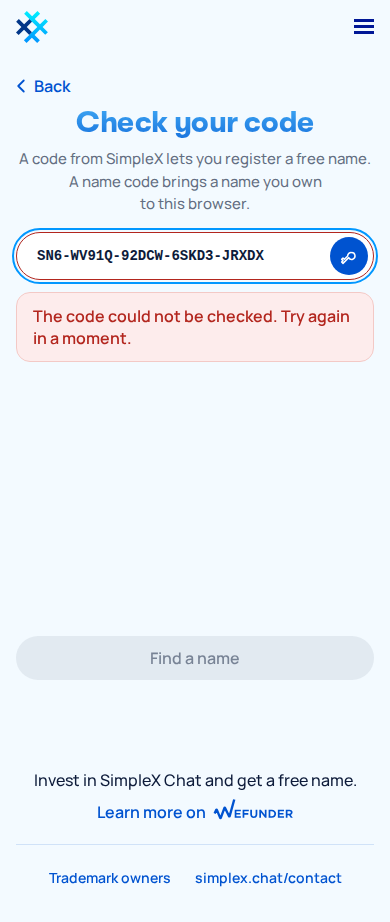 Back
Check your code
A code from SimpleX lets you register a free name.
A name code brings a name you own
to this browser.
SN6-WV91Q-92DCW-6SKD3-JRXDX
The code could not be checked. Try again
in a moment.
Find a name
Invest in SimpleX Chat and get a free name.
Learn more on WEFUNDER
Trademark owners simplex.chat/contact